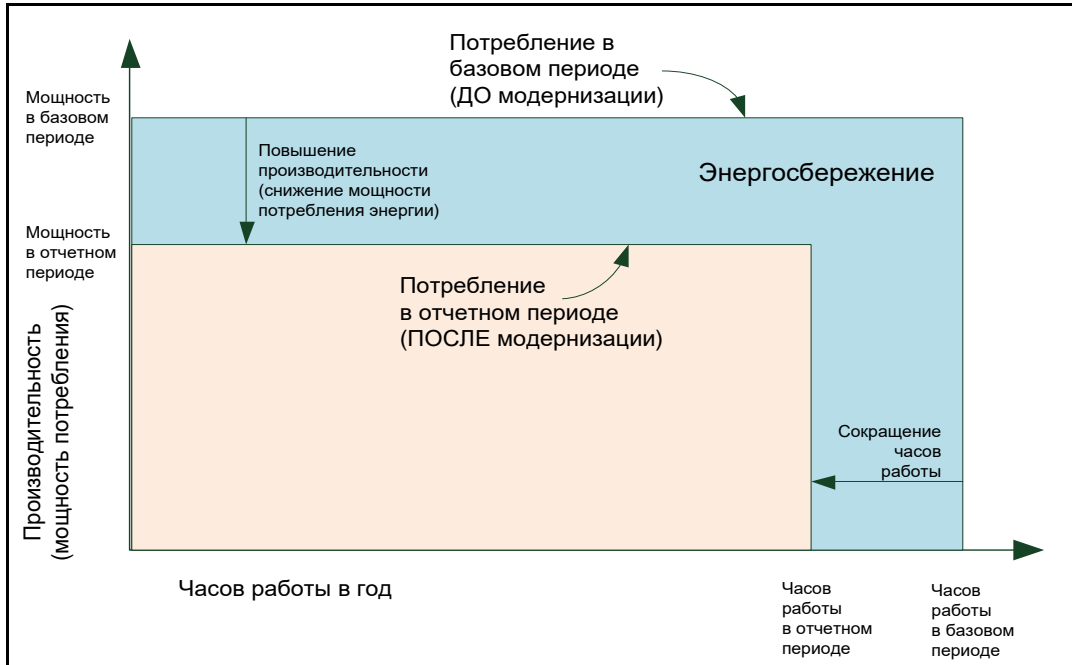 Потребление в
базовом периоде
(ДО модернизации)
Мощность
в базовом
периоде
Повышение
производительности
(снижение мощности
потребления энергии)
Энергосбережение
Мощность
в отчетном
периоде
Потребление
в отчетном периоде
(ПОСЛЕ модернизации)
Производительность
(мощность потребления)
Сокращение
часов
работы
Часов работы в год
Часов
работы
в отчетном
периоде
Часов
работы
в базовом
периоде